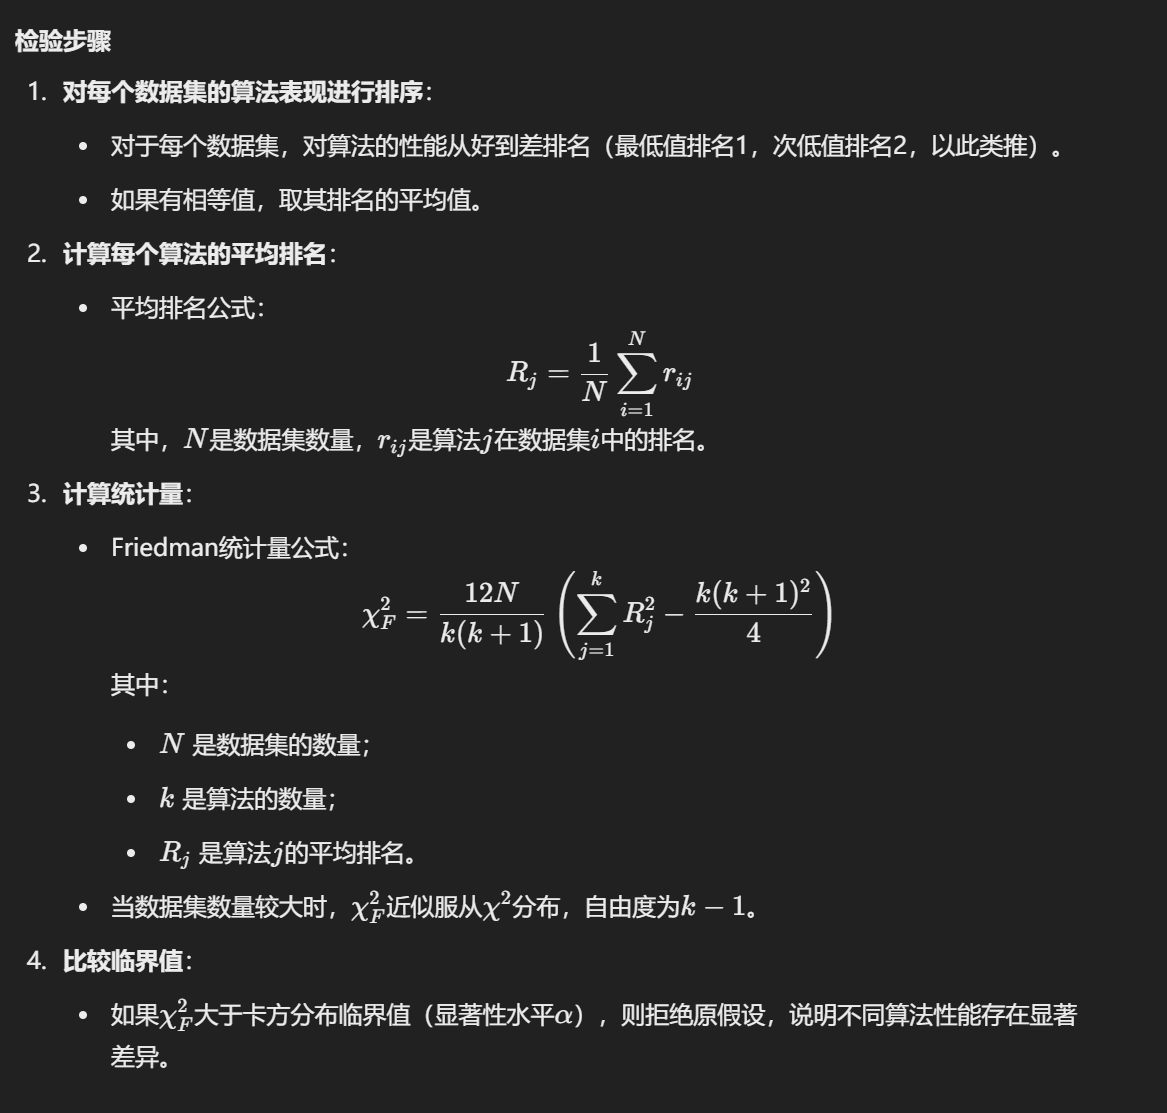 检验步骤
1. 对每个数据集的算法表现进行排序：
• 对于每个数据集，对算法的性能从好到差排名（最低值排名1，次低值排名2，以此类推）。
• 如果有相等值，取其排名的平均值。
2. 计算每个算法的平均排名：
• 平均排名公式：
$$R_j = \frac{1}{N} \sum_{i=1}^{N} r_{ij}$$
其中，$N$是数据集数量，$r_{ij}$是算法$j$在数据集$i$中的排名。
3. 计算统计量：
• Friedman统计量公式：
$$\chi_F^2 = \frac{12N}{k(k+1)} \left( \sum_{j=1}^{k} R_j^2 - \frac{k(k+1)^2}{4} \right)$$
其中：
• $N$ 是数据集的数量；
• $k$ 是算法的数量；
• $R_j$ 是算法$j$的平均排名。
• 当数据集数量较大时，$\chi_F^2$近似服从$\chi^2$分布，自由度为$k-1$。
4. 比较临界值：
• 如果$\chi_F^2$大于卡方分布临界值（显著性水平$\alpha$），则拒绝原假设，说明不同算法性能存在显著
差异。